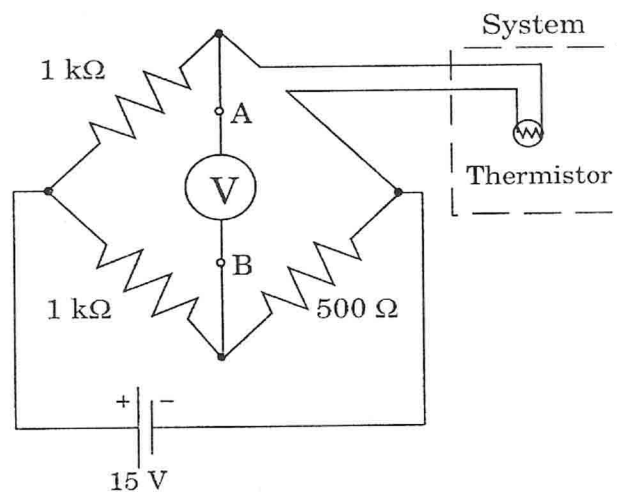 System
1 kΩ
A
V
Thermistor
B
1 kΩ
500 Ω
+ −
15 V